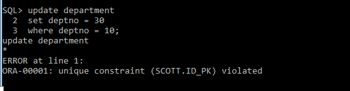 SQL> update department
2 set deptno = 30
3 where deptno = 10;
update department
*
ERROR at line 1:
ORA-00001: unique constraint (SCOTT.ID_PK) violated